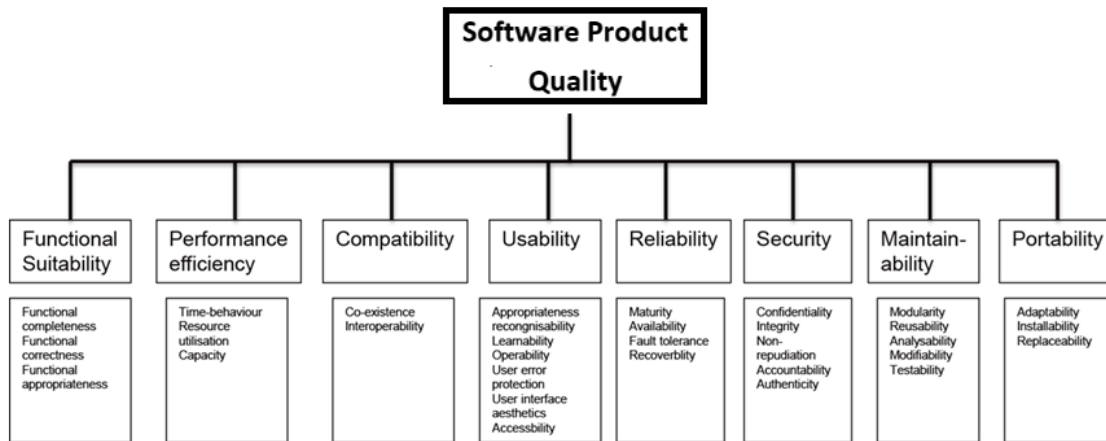 Software Product
Quality
Functional
Suitability
Performance
efficiency
Compatibility
Usability
Reliability
Security
Maintain-
ability
Portability
Functional
completeness
Functional
correctness
Functional
appropriateness
Time-behaviour
Resource
utilisation
Capacity
Co-existence
Interoperability
Appropriateness
recongnisability
Learnability
Operability
User error
protection
User interface
aesthetics
Accessbility
Maturity
Availability
Fault tolerance
Recoverblity
Confidentiality
Integrity
Non-
repudiation
Accountability
Authenticity
Modularity
Reusability
Analysability
Modifiability
Testability
Adaptability
Installability
Replaceability